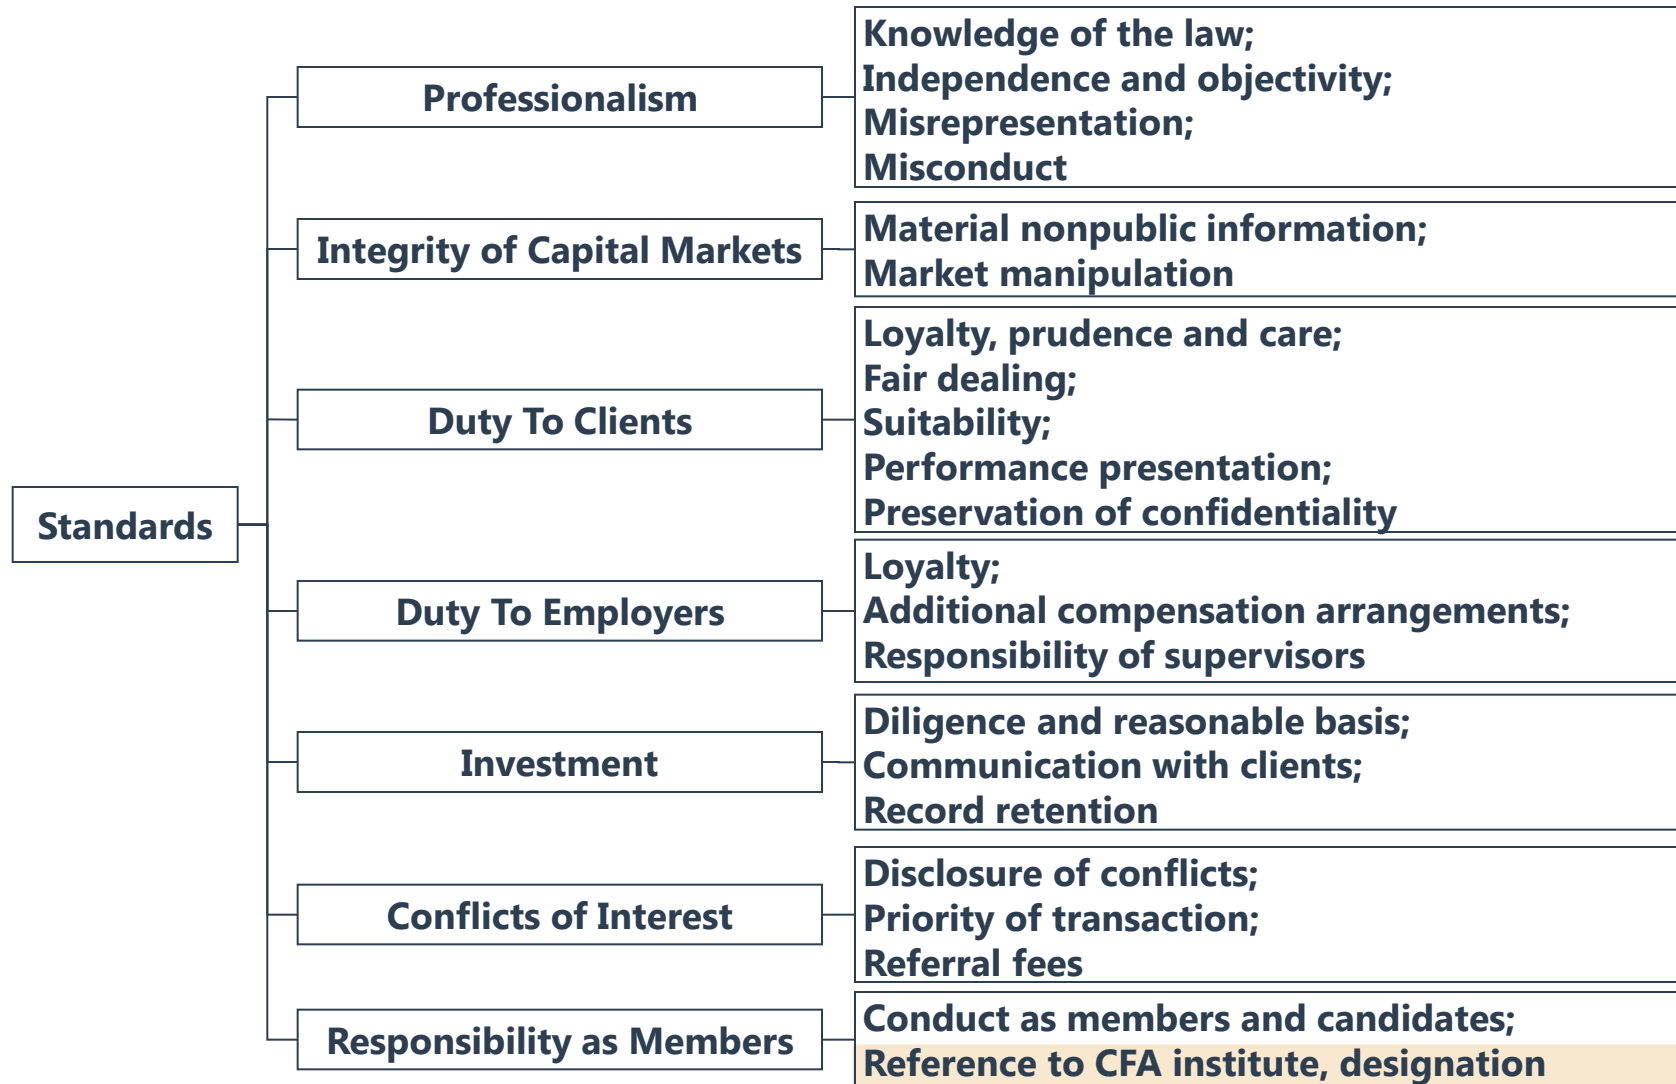 Standards
Professionalism
Knowledge of the law;
Independence and objectivity;
Misrepresentation;
Misconduct
Integrity of Capital Markets
Material nonpublic information;
Market manipulation
Duty To Clients
Loyalty, prudence and care;
Fair dealing;
Suitability;
Performance presentation;
Preservation of confidentiality
Duty To Employers
Loyalty;
Additional compensation arrangements;
Responsibility of supervisors
Investment
Diligence and reasonable basis;
Communication with clients;
Record retention
Conflicts of Interest
Disclosure of conflicts;
Priority of transaction;
Referral fees
Responsibility as Members
Conduct as members and candidates;
Reference to CFA institute, designation